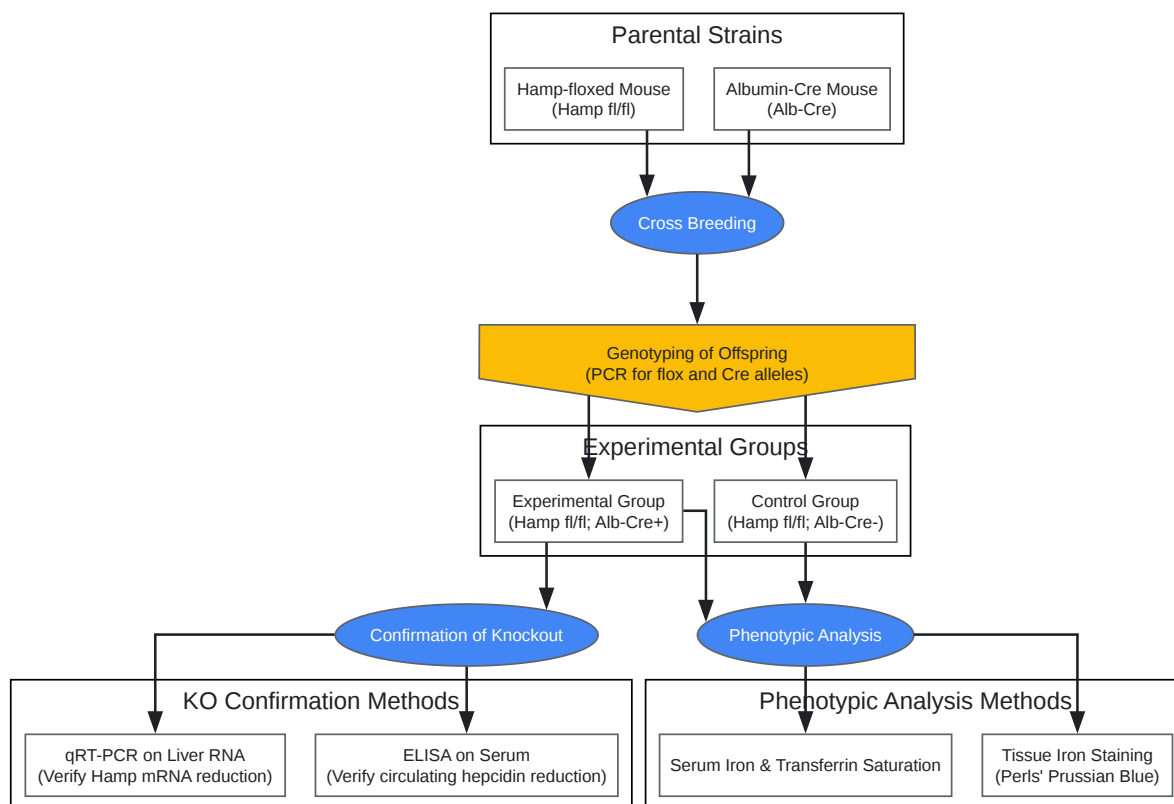 Parental Strains
Hamp-floxed Mouse
(Hamp fl/fl)
Albumin-Cre Mouse
(Alb-Cre)
Cross Breeding
Genotyping of Offspring
(PCR for flox and Cre alleles)
Experimental Groups
Experimental Group
(Hamp fl/fl; Alb-Cre+)
Control Group
(Hamp fl/fl; Alb-Cre-)
Confirmation of Knockout
Phenotypic Analysis
KO Confirmation Methods
qRT-PCR on Liver RNA
(Verify Hamp mRNA reduction)
ELISA on Serum
(Verify circulating hepcidin reduction)
Phenotypic Analysis Methods
Serum Iron & Transferrin Saturation
Tissue Iron Staining
(Perls' Prussian Blue)